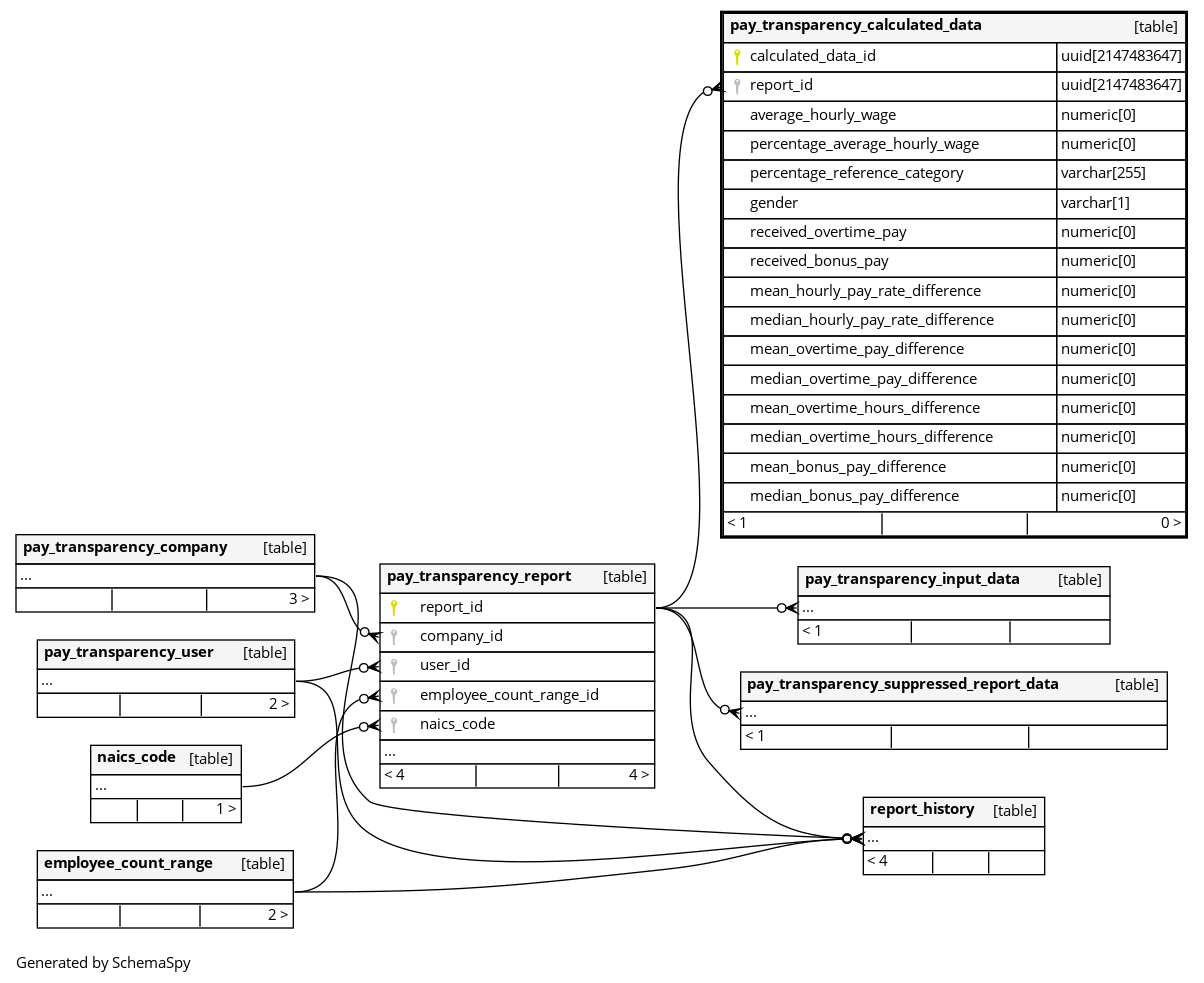 pay_transparency_calculated_data [table]
calculated_data_id uuid[2147483647]
report_id uuid[2147483647]
average_hourly_wage numeric[0]
percentage_average_hourly_wage numeric[0]
percentage_reference_category varchar[255]
gender varchar[1]
received_overtime_pay numeric[0]
received_bonus_pay numeric[0]
mean_hourly_pay_rate_difference numeric[0]
median_hourly_pay_rate_difference numeric[0]
mean_overtime_pay_difference numeric[0]
median_overtime_pay_difference numeric[0]
mean_overtime_hours_difference numeric[0]
median_overtime_hours_difference numeric[0]
mean_bonus_pay_difference numeric[0]
median_bonus_pay_difference numeric[0]
< 1 0 >
pay_transparency_company [table]
...
3 >
pay_transparency_user [table]
...
2 >
naics_code [table]
...
1 >
employee_count_range [table]
...
2 >
pay_transparency_report [table]
report_id
company_id
user_id
employee_count_range_id
naics_code
...
< 4 4 >
pay_transparency_input_data [table]
...
< 1
pay_transparency_suppressed_report_data [table]
...
< 1
report_history [table]
...
< 4
Generated by SchemaSpy